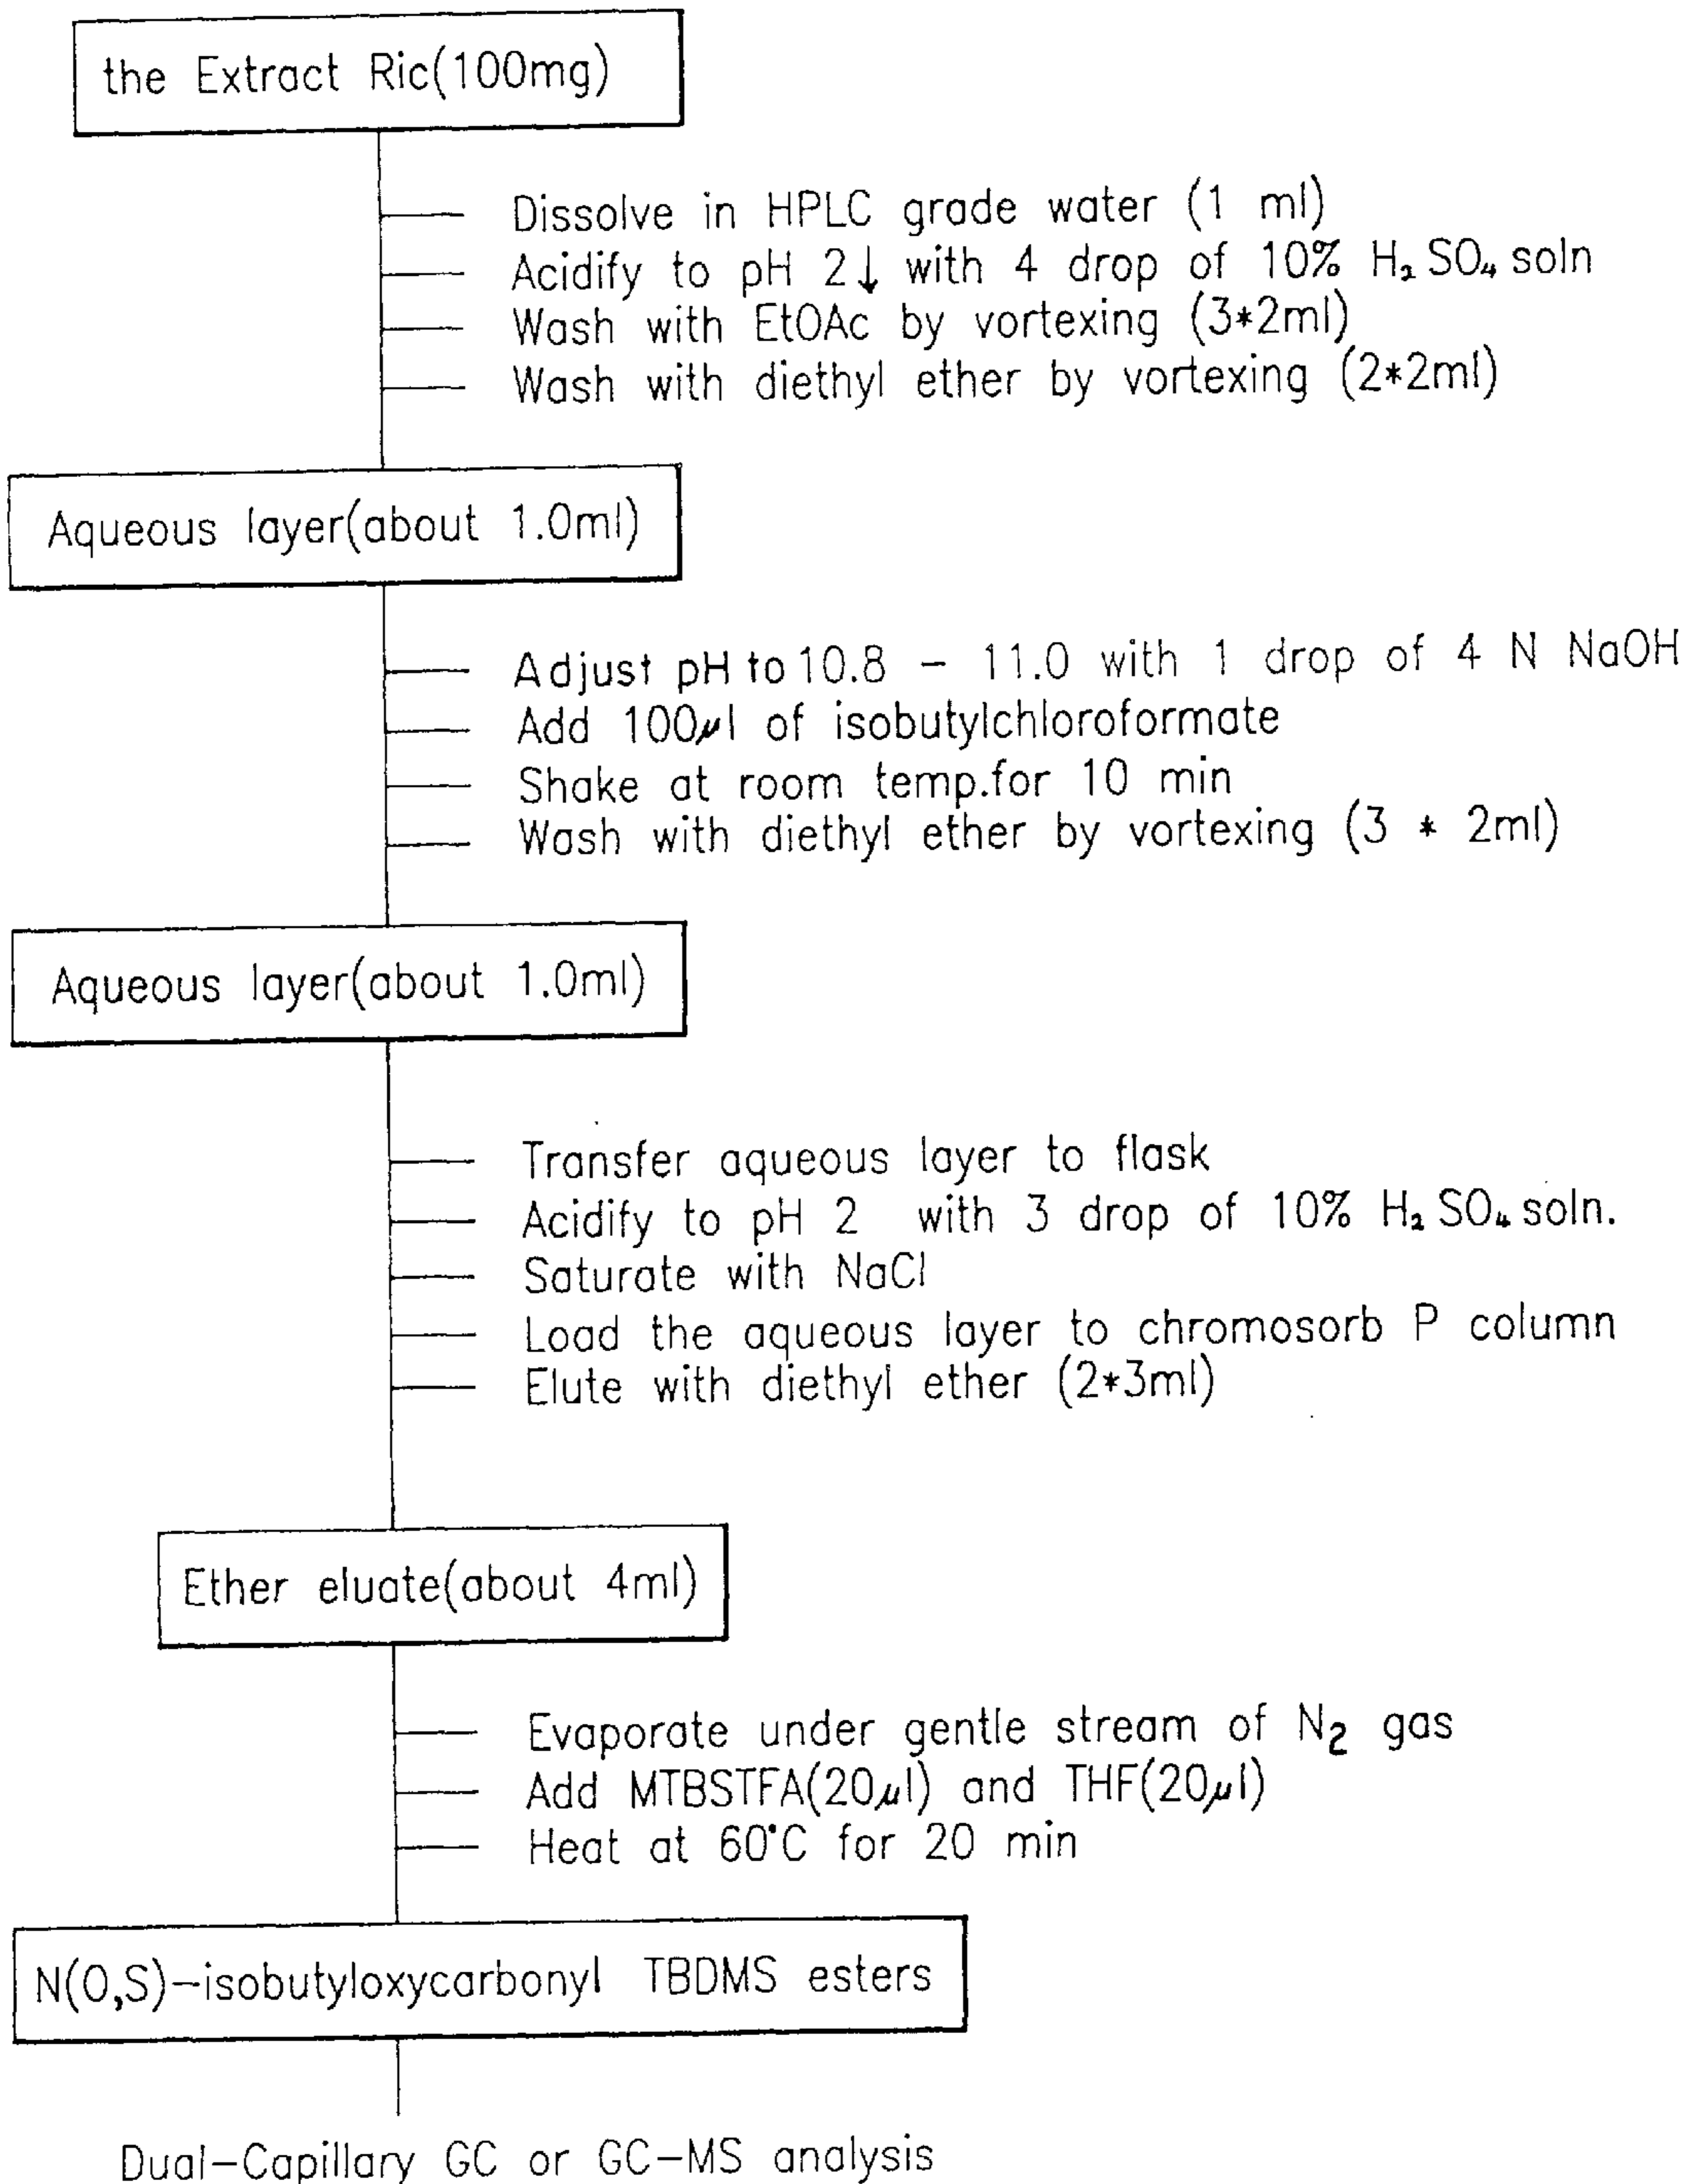 the Extract Ric(100mg)
Dissolve in HPLC grade water (1 ml)
Acidify to pH 2↓ with 4 drop of 10% H₂SO₄ soln
Wash with EtOAc by vortexing (3*2ml)
Wash with diethyl ether by vortexing (2*2ml)
Aqueous layer(about 1.0ml)
Adjust pH to 10.8 - 11.0 with 1 drop of 4 N NaOH
Add 100μl of isobutylchloroformate
Shake at room temp.for 10 min
Wash with diethyl ether by vortexing (3 * 2ml)
Aqueous layer(about 1.0ml)
Transfer aqueous layer to flask
Acidify to pH 2 with 3 drop of 10% H₂SO₄ soln.
Saturate with NaCl
Load the aqueous layer to chromosorb P column
Elute with diethyl ether (2*3ml)
Ether eluate(about 4ml)
Evaporate under gentle stream of N₂ gas
Add MTBSTFA(20μl) and THF(20μl)
Heat at 60°C for 20 min
N(O,S)-isobutyloxycarbonyl TBDMS esters
Dual-Capillary GC or GC-MS analysis